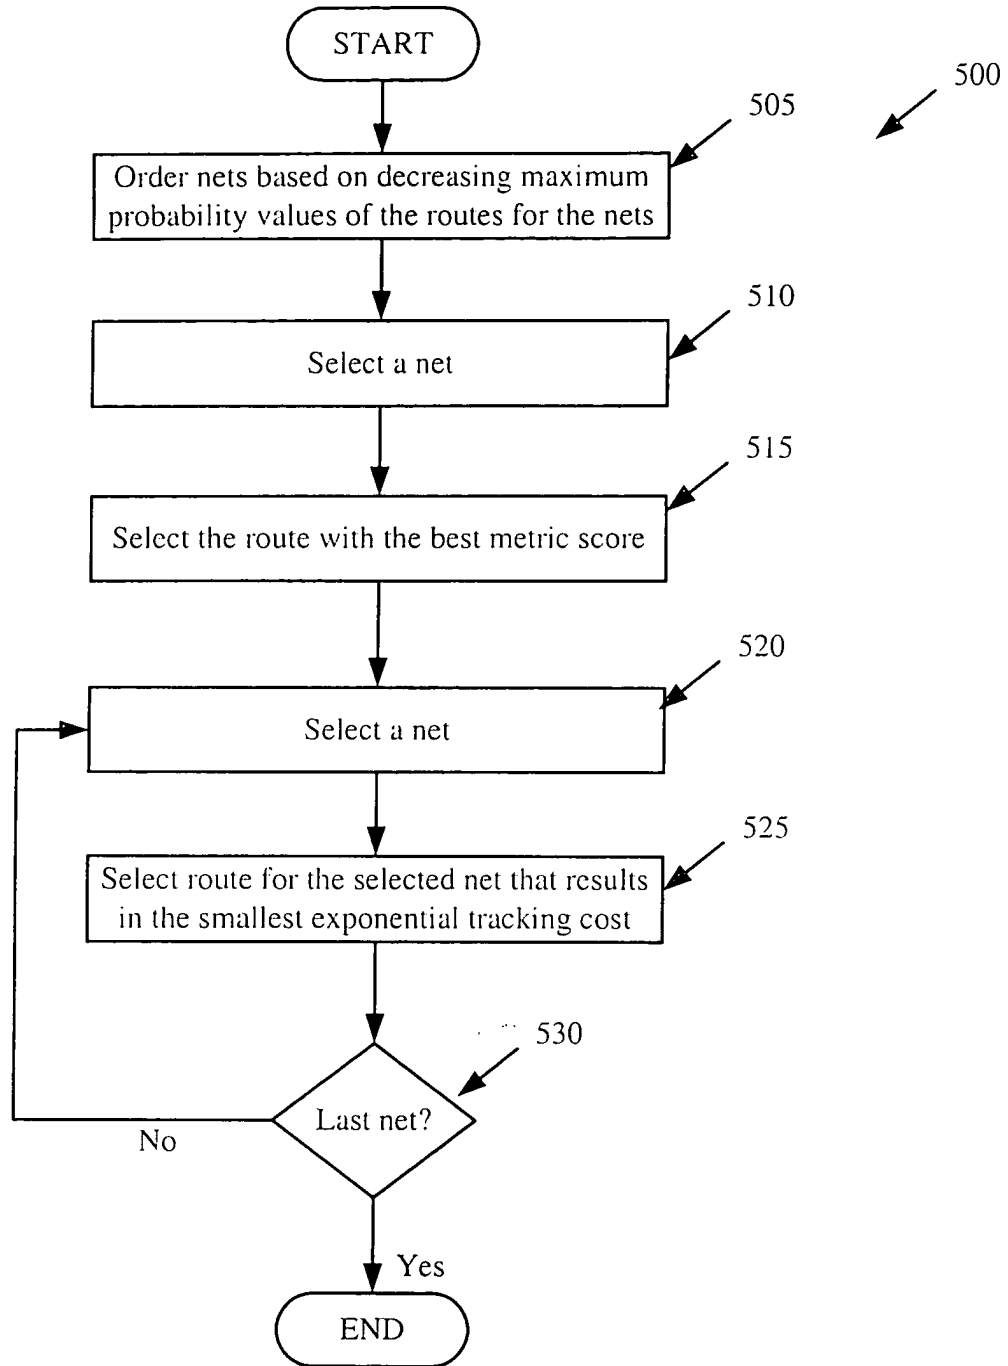 START
500
505
Order nets based on decreasing maximum
probability values of the routes for the nets
510
Select a net
515
Select the route with the best metric score
520
Select a net
525
Select route for the selected net that results
in the smallest exponential tracking cost
530
Last net?
No
Yes
END